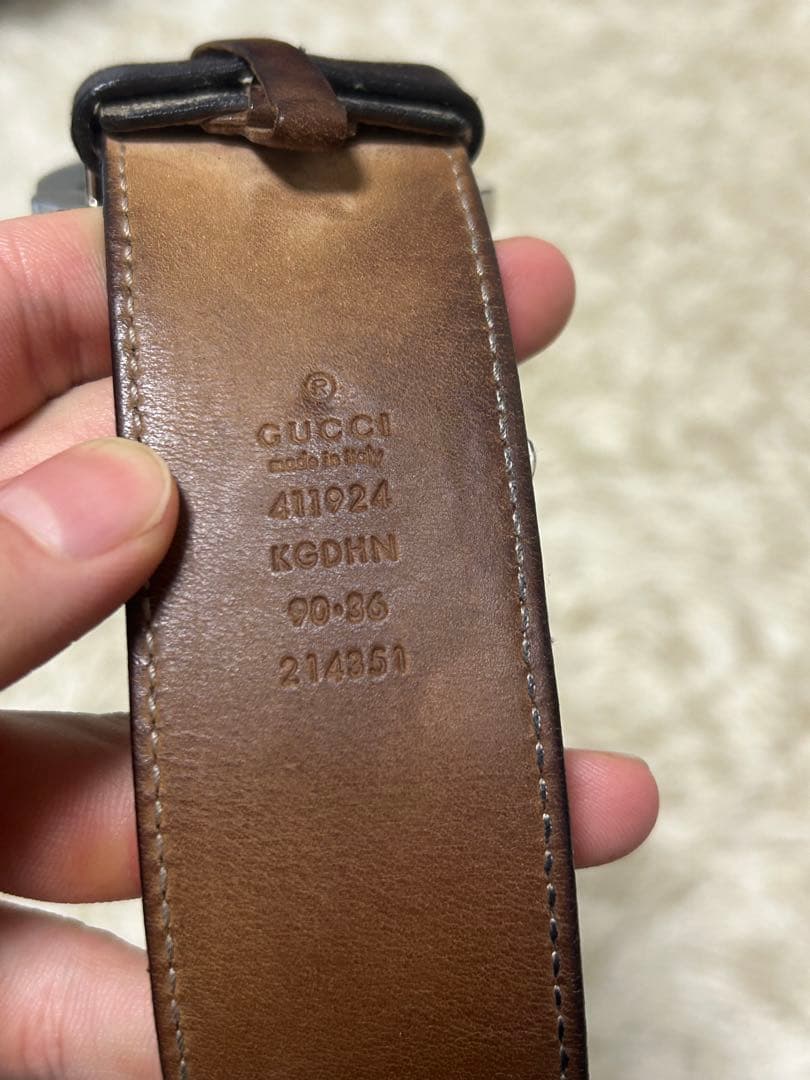 ®
GUCCI
made in Italy
411924
KGDHN
90•36
214351